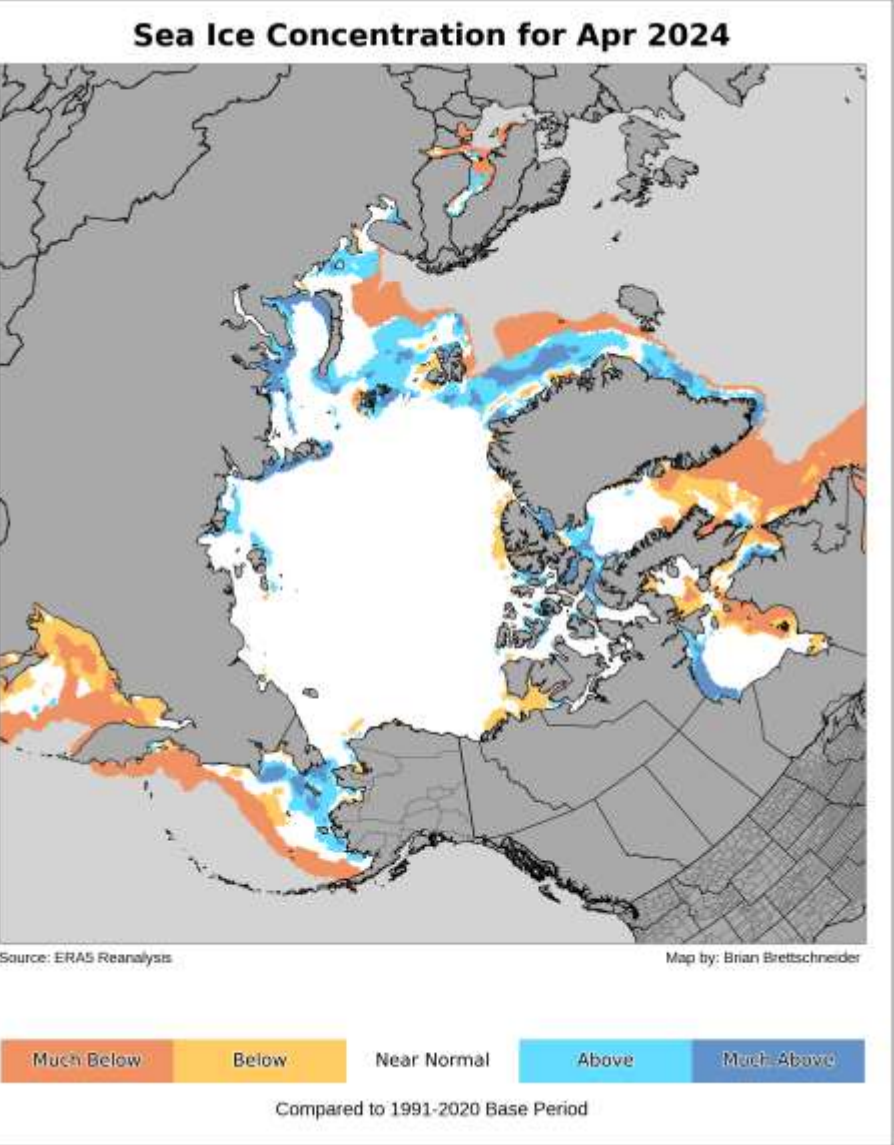 Sea Ice Concentration for Apr 2024
Source: ERA5 Reanalysis
Map by: Brian Brettschneider
Much Below
Below
Near Normal
Above
Much Above
Compared to 1991-2020 Base Period